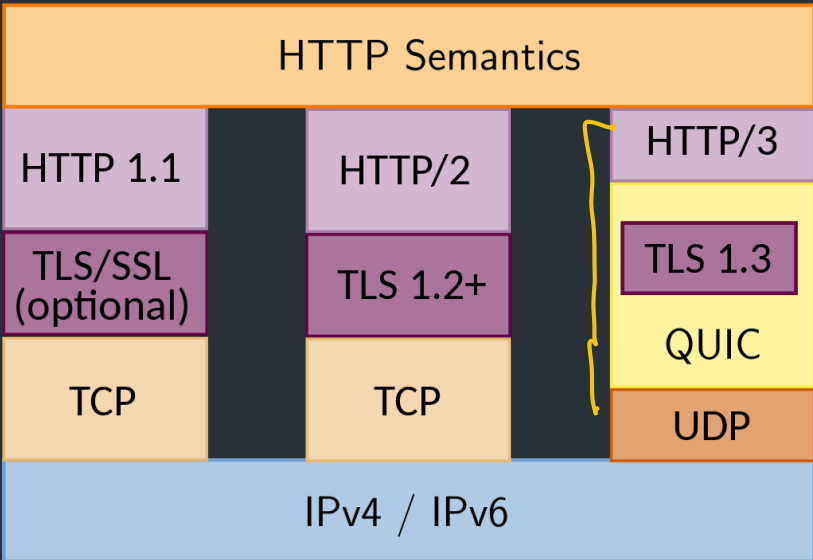 HTTP Semantics
HTTP 1.1
TLS/SSL
(optional)
TCP
HTTP/2
TLS 1.2+
TCP
HTTP/3
TLS 1.3
QUIC
UDP
IPv4 / IPv6